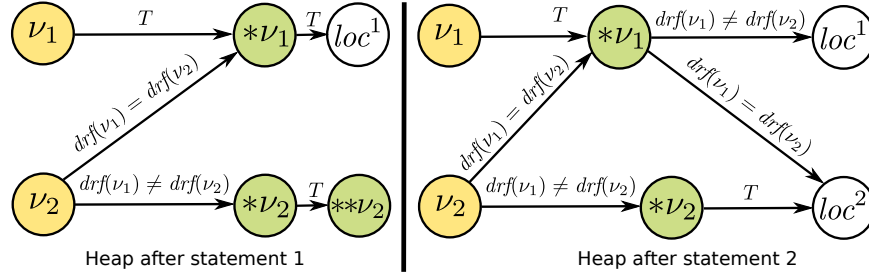 ν₁ T *ν₁ T loc¹
drf(ν₁) = drf(ν₂)
ν₂ drf(ν₁) ≠ drf(ν₂) *ν₂ T **ν₂
Heap after statement 1
ν₁ T *ν₁ drf(ν₁) ≠ drf(ν₂) loc¹
drf(ν₁) = drf(ν₂)
drf(ν₁) = drf(ν₂)
ν₂ drf(ν₁) ≠ drf(ν₂) *ν₂ T loc²
Heap after statement 2